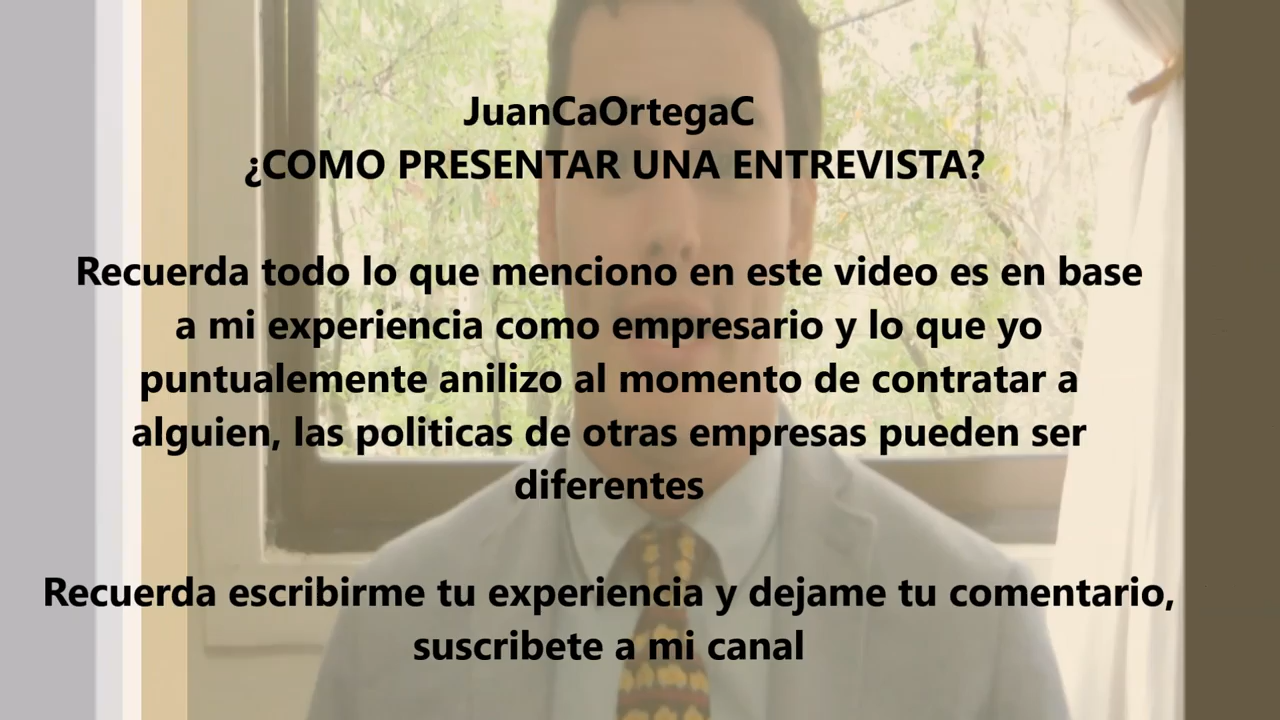 JuanCaOrtegaC
¿COMO PRESENTAR UNA ENTREVISTA?
Recuerda todo lo que menciono en este video es en base
a mi experiencia como empresario y lo que yo
puntualemente anilizo al momento de contratar a
alguien, las politicas de otras empresas pueden ser
diferentes
Recuerda escribirme tu experiencia y dejame tu comentario,
suscribete a mi canal